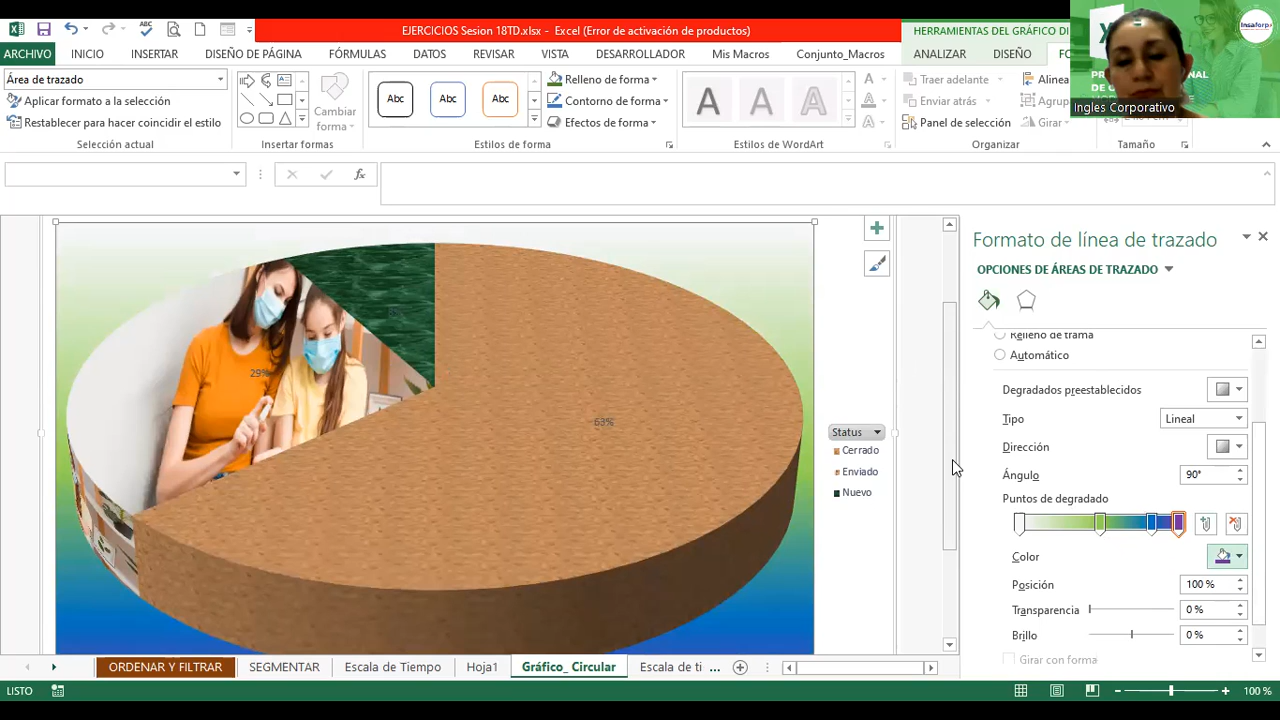 EJERCICIOS Sesion 18TD.xlsx - Excel (Error de activación de productos)
HERRAMIENTAS DEL GRÁFICO DI
ARCHIVO INICIO INSERTAR DISEÑO DE PÁGINA FÓRMULAS DATOS REVISAR VISTA DESARROLLADOR Mis Macros Conjunto_Macros ANALIZAR DISEÑO FO
Insaforp
Ingles Corporativo
Área de trazado
Aplicar formato a la selección
Restablecer para hacer coincidir el estilo
Selección actual
Cambiar
forma
Insertar formas
Abc Abc Abc
Relleno de forma
Contorno de forma
Efectos de forma
Estilos de forma
A A A
Estilos de WordArt
Traer adelante
Enviar atrás
Panel de selección
Alinea
Agrup
Girar
Organizar
Tamaño
fx
29%
63%
Status
Cerrado
Enviado
Nuevo
Formato de línea de trazado
OPCIONES DE ÁREAS DE TRAZADO
Relleno de trama
Automático
Degradados preestablecidos
Tipo Lineal
Dirección
Ángulo 90°
Puntos de degradado
Color
Posición 100 %
Transparencia 0 %
Brillo 0 %
Girar con forma
ORDENAR Y FILTRAR SEGMENTAR Escala de Tiempo Hoja1 Gráfico_ Circular Escala de ti ...
LISTO 100 %